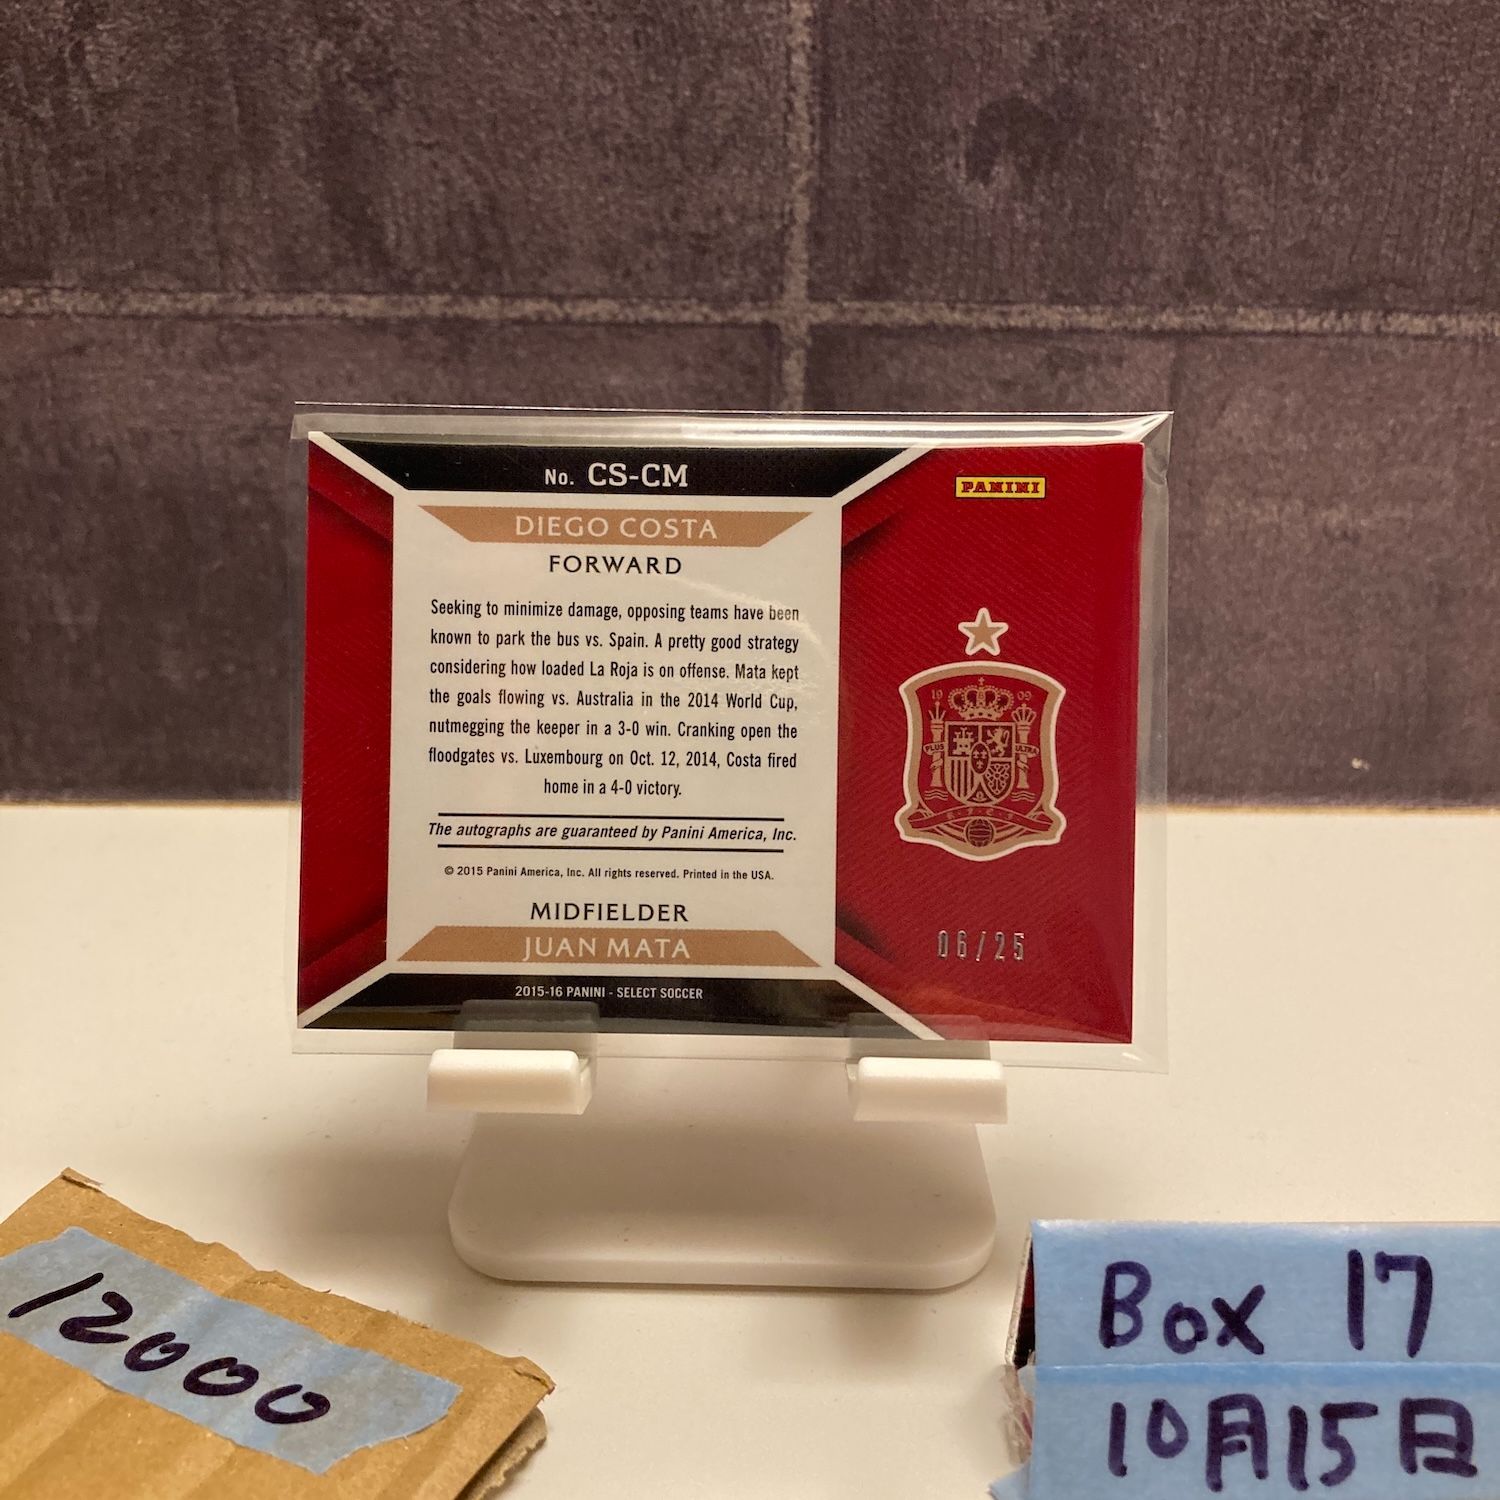 No. CS-CM
PANINI
DIEGO COSTA
FORWARD
Seeking to minimize damage, opposing teams have been
known to park the bus vs. Spain. A pretty good strategy
considering how loaded La Roja is on offense. Mata kept
the goals flowing vs. Australia in the 2014 World Cup,
nutmegging the keeper in a 3-0 win. Cranking open the
floodgates vs. Luxembourg on Oct. 12, 2014, Costa fired
home in a 4-0 victory.
The autographs are guaranteed by Panini America, Inc.
© 2015 Panini America, Inc. All rights reserved. Printed in the USA.
MIDFIELDER
JUAN MATA
2015-16 PANINI - SELECT SOCCER
19 09
PLUS ULTRA
06/25
12000
Box 17
10月15日